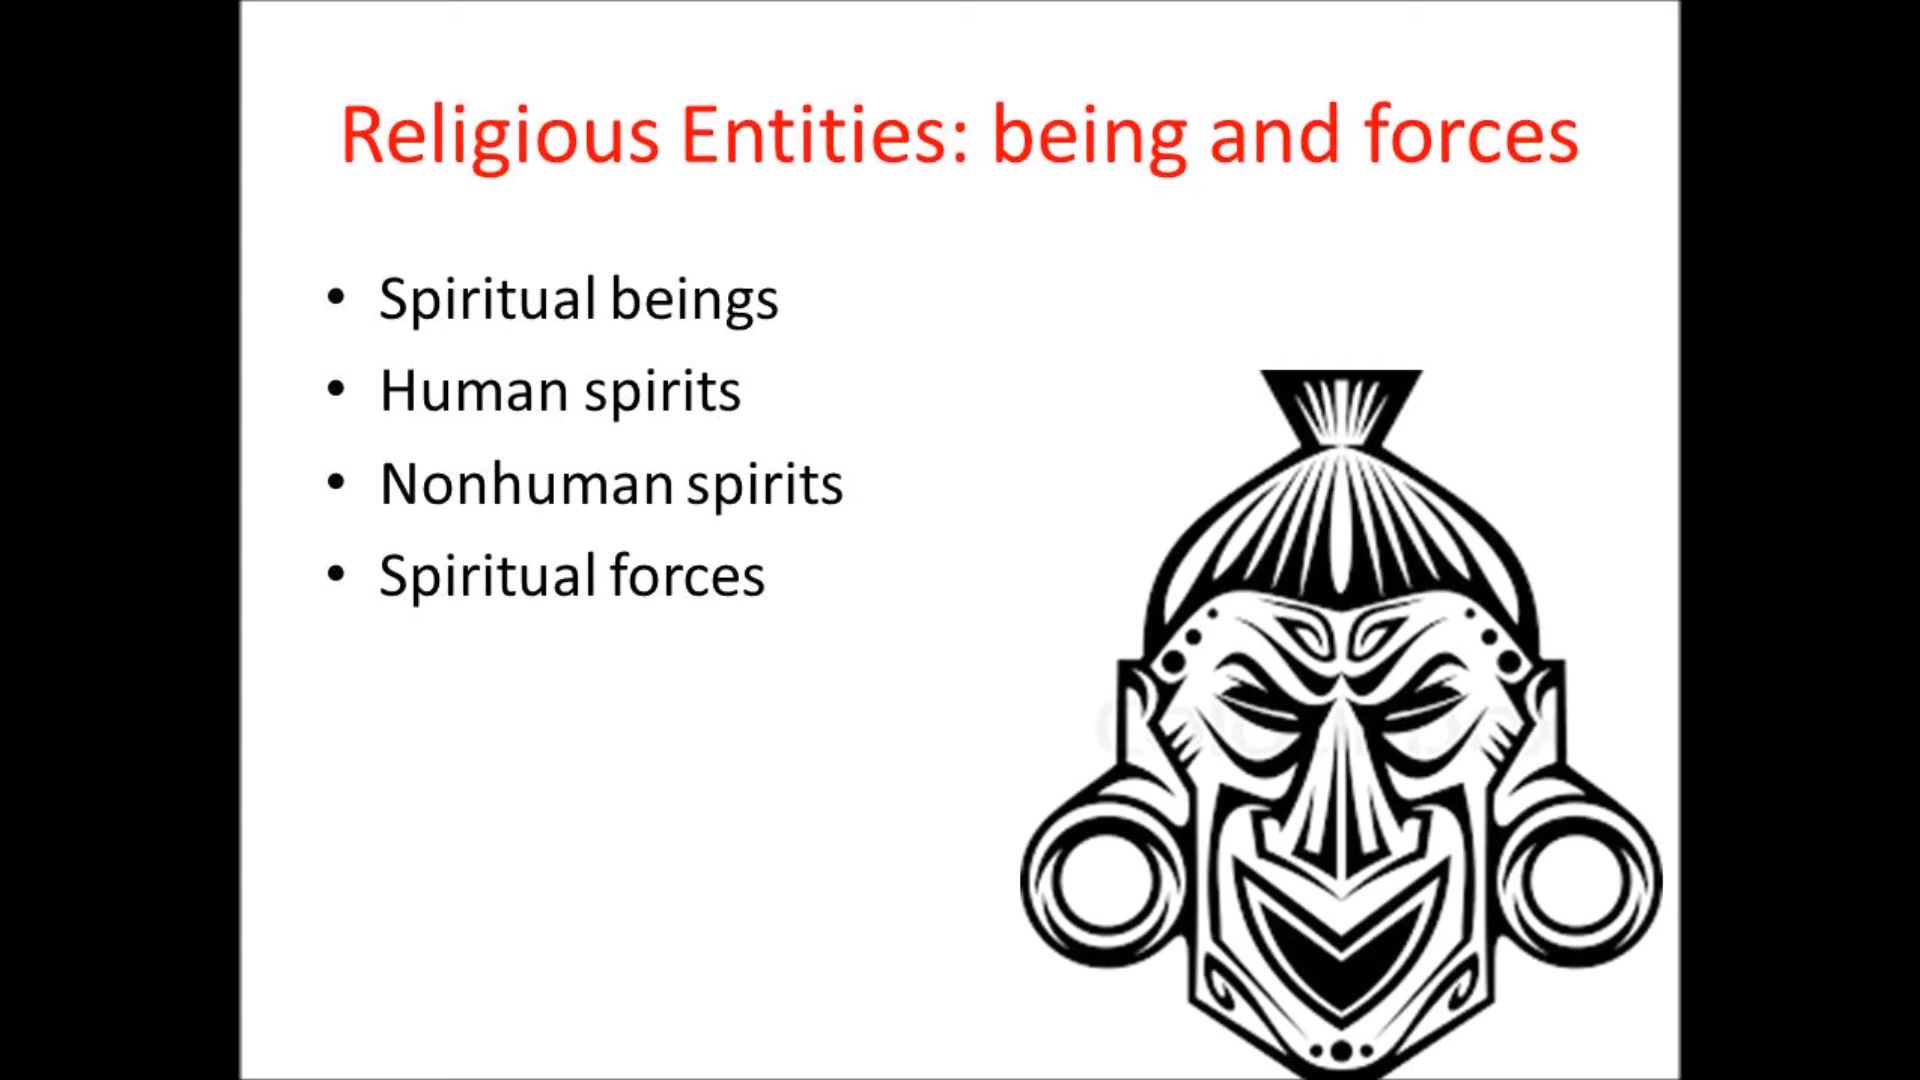 Religious Entities: being and forces
• Spiritual beings
• Human spirits
• Nonhuman spirits
• Spiritual forces